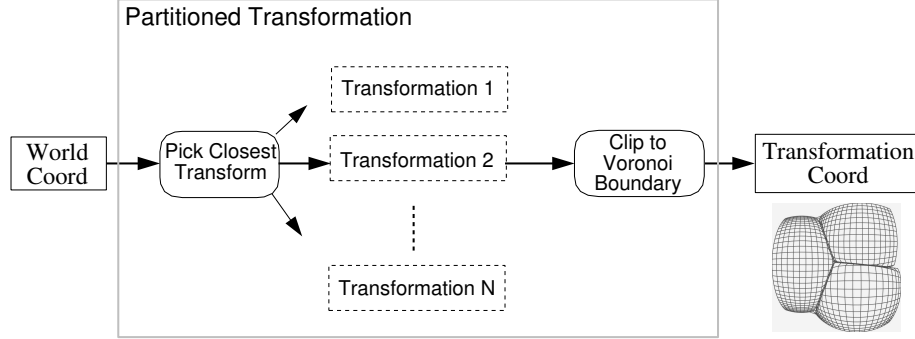 Partitioned Transformation
Transformation 1
World
Coord
Pick Closest
Transform
Transformation 2
Clip to
Voronoi
Boundary
Transformation
Coord
Transformation N